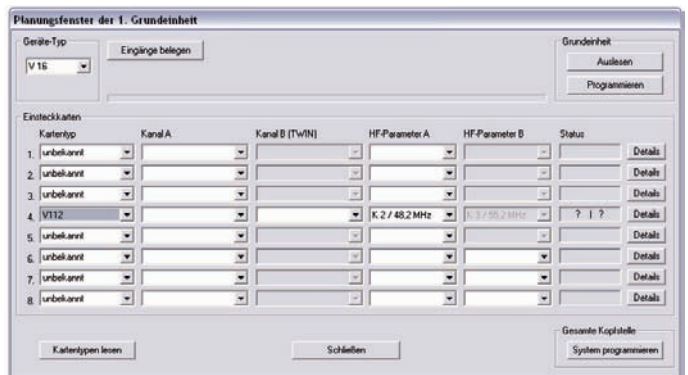 Planungsfenster der 1. Grundeinheit
Geräte-Typ
V 16
Eingänge belegen
Grundeinheit
Auslesen
Programmieren
Einsteckkarten
Kartentyp Kanal A Kanal B (TWIN) HF-Parameter A HF-Parameter B Status
1. unbekannt Details
2. unbekannt Details
3. unbekannt Details
4. V112 K 2 / 48,2 MHz K 3 / 55,2 MHz ? | ? Details
5. unbekannt Details
6. unbekannt Details
7. unbekannt Details
8. unbekannt Details
Kartentypen lesen
Schließen
Gesamte Kopfstelle
System programmieren